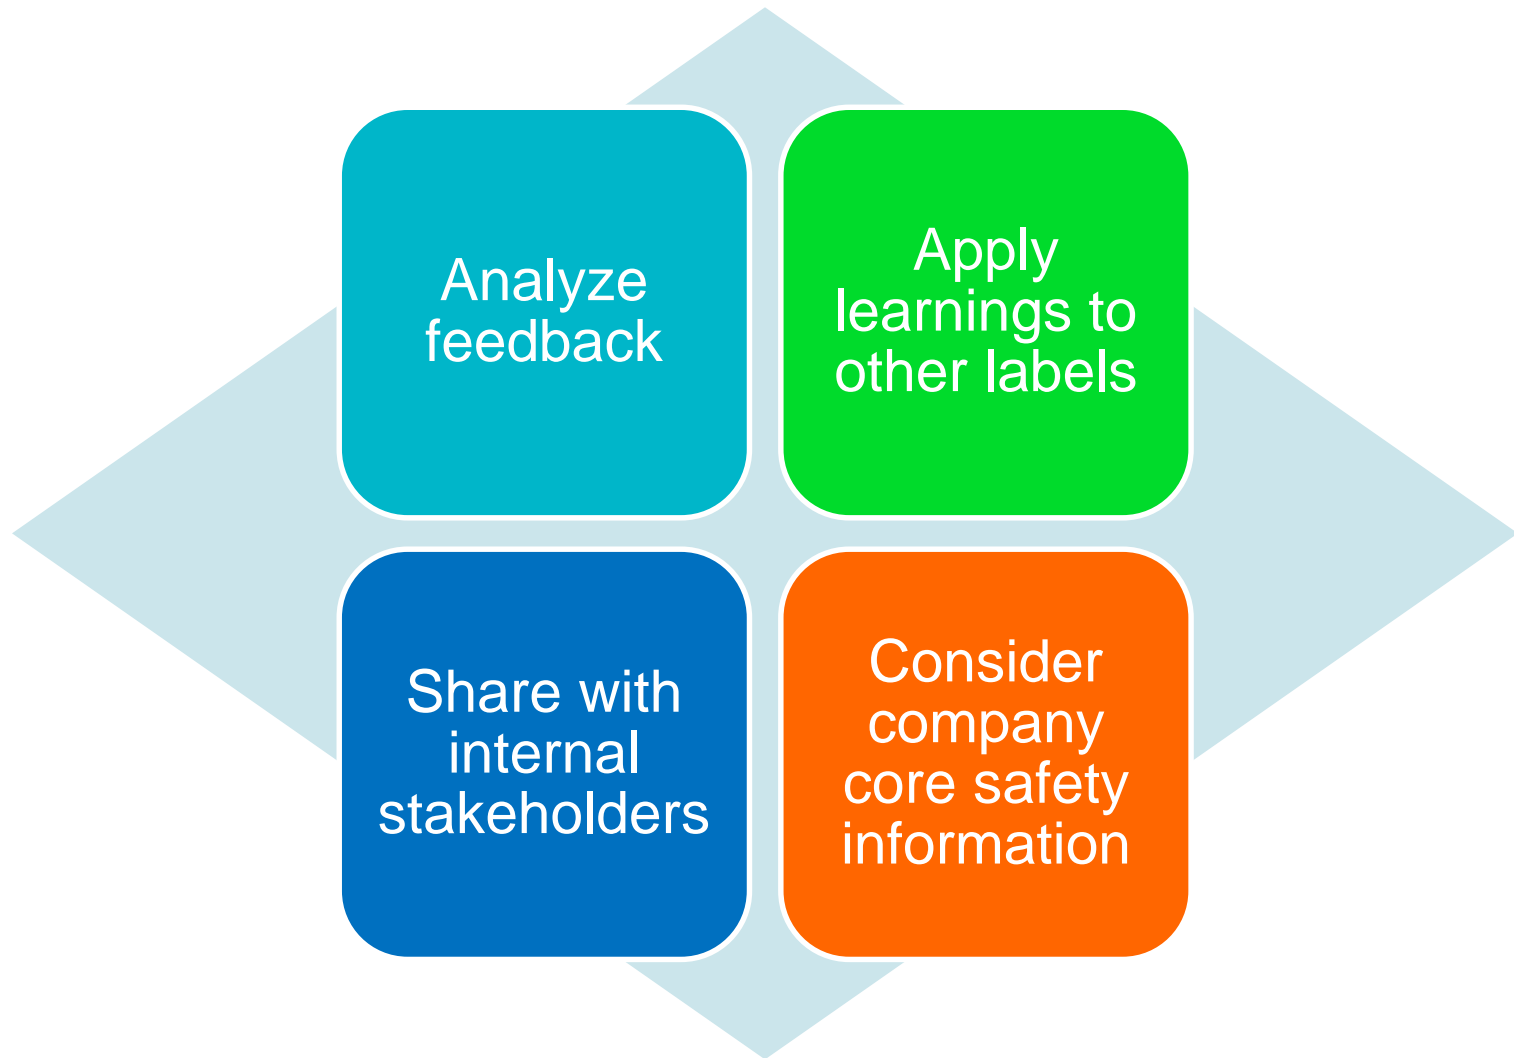 Analyze
feedback
Apply
learnings to
other labels
Share with
internal
stakeholders
Consider
company
core safety
information